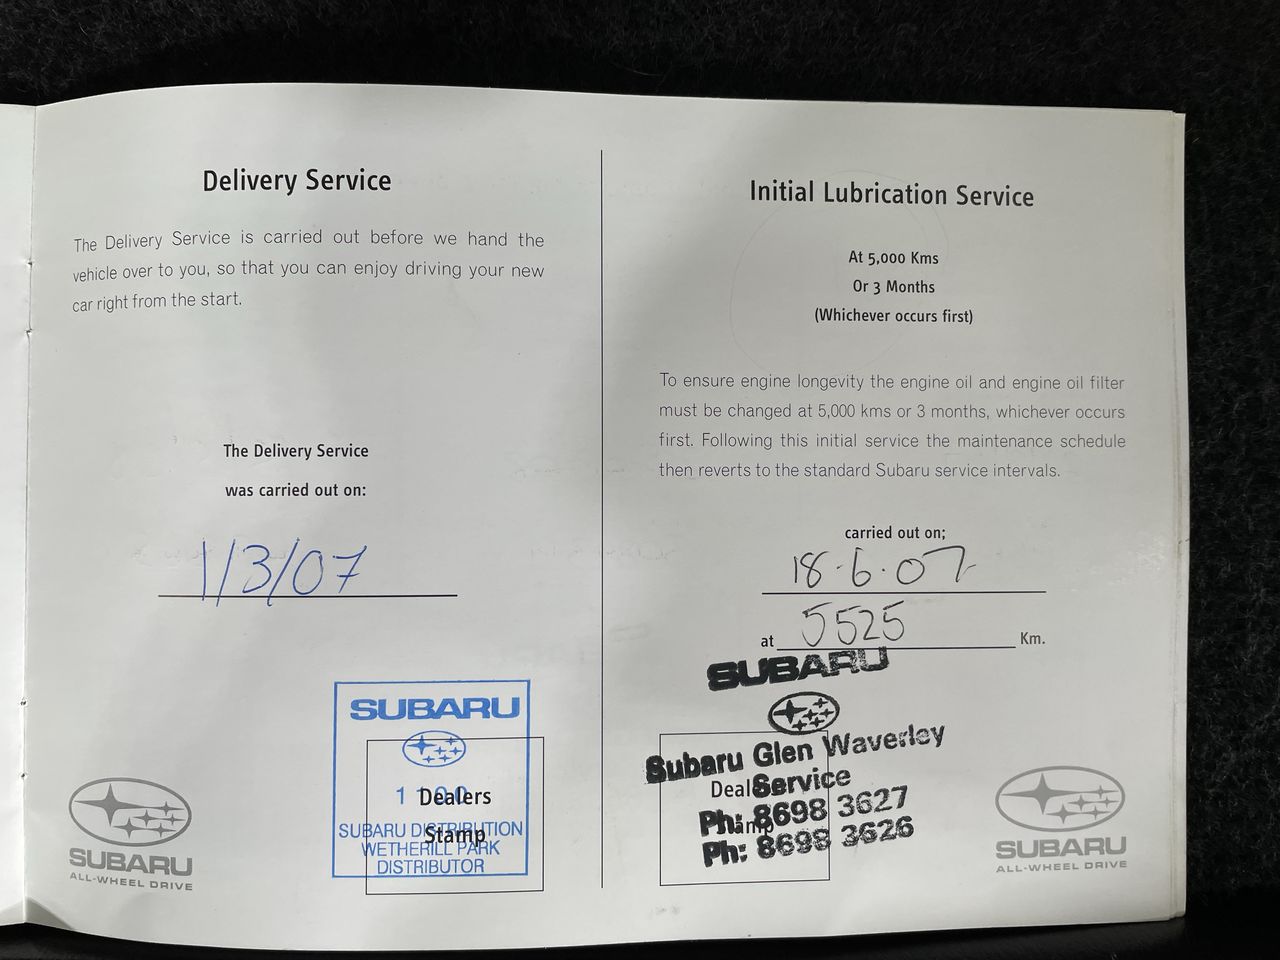 Delivery Service
The Delivery Service is carried out before we hand the
vehicle over to you, so that you can enjoy driving your new
car right from the start.
The Delivery Service
was carried out on:
1/3/07
SUBARU
Dealers
Stamp
SUBARU DISTRIBUTION
WETHERILL PARK
DISTRIBUTOR
SUBARU
ALL-WHEEL DRIVE
Initial Lubrication Service
At 5,000 Kms
Or 3 Months
(Whichever occurs first)
To ensure engine longevity the engine oil and engine oil filter
must be changed at 5,000 kms or 3 months, whichever occurs
first. Following this initial service the maintenance schedule
then reverts to the standard Subaru service intervals.
carried out on;
18-6-07
at 5525 Km.
SUBARU
Subaru Glen Waverley
Service
Ph: 8698 3627
Ph: 8698 3626
SUBARU
ALL-WHEEL DRIVE